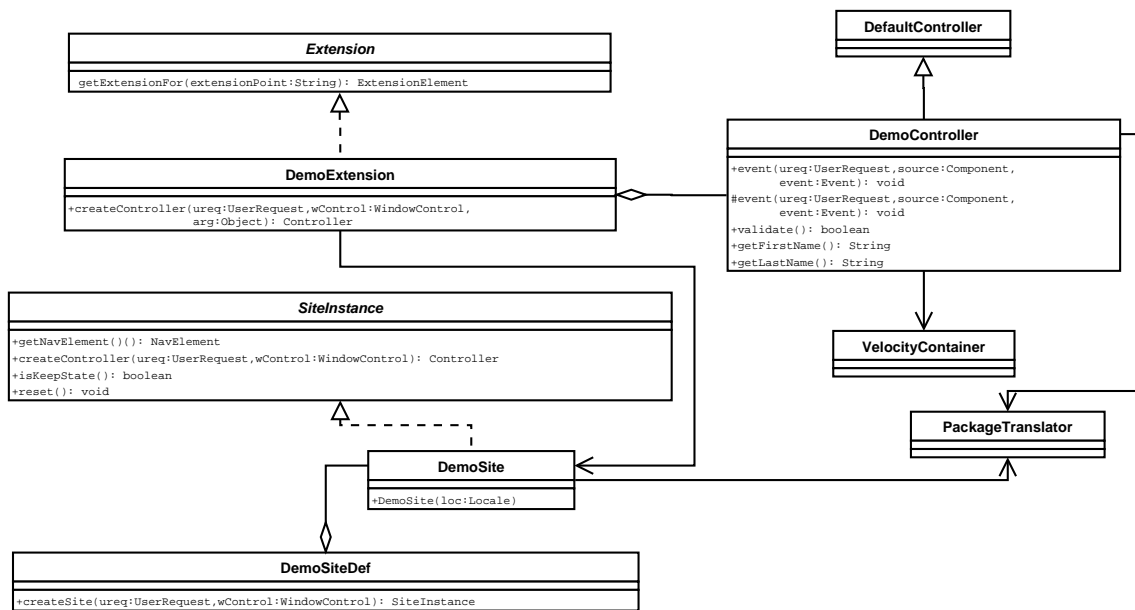 Extension
getExtensionFor(extensionPoint:String): ExtensionElement
DefaultController
DemoExtension
+createController(ureq:UserRequest,wControl:WindowControl,
arg:Object): Controller
DemoController
+event(ureq:UserRequest,source:Component,
event:Event): void
#event(ureq:UserRequest,source:Component,
event:Event): void
+validate(): boolean
+getFirstName(): String
+getLastName(): String
SiteInstance
+getNavElement()(): NavElement
+createController(ureq:UserRequest,wControl:WindowControl): Controller
+isKeepState(): boolean
+reset(): void
VelocityContainer
PackageTranslator
DemoSite
+DemoSite(loc:Locale)
DemoSiteDef
+createSite(ureq:UserRequest,wControl:WindowControl): SiteInstance